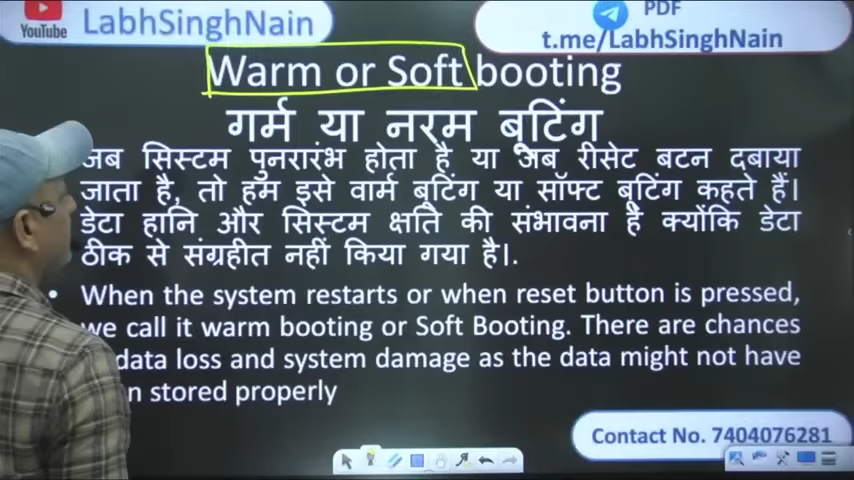 YouTube
LabhSinghNain
PDF
t.me/LabhSinghNain
Warm or Soft booting
गर्म या नरम बूटिंग
जब सिस्टम पुनरारंभ होता है या जब रीसेट बटन दबाया
जाता है, तो हम इसे वार्म बूटिंग या सॉफ्ट बूटिंग कहते हैं।
डेटा हानि और सिस्टम क्षति की संभावना है क्योंकि डेटा
ठीक से संग्रहीत नहीं किया गया है।.
• When the system restarts or when reset button is pressed,
we call it warm booting or Soft Booting. There are chances
data loss and system damage as the data might not have
n stored properly
Contact No. 7404076281